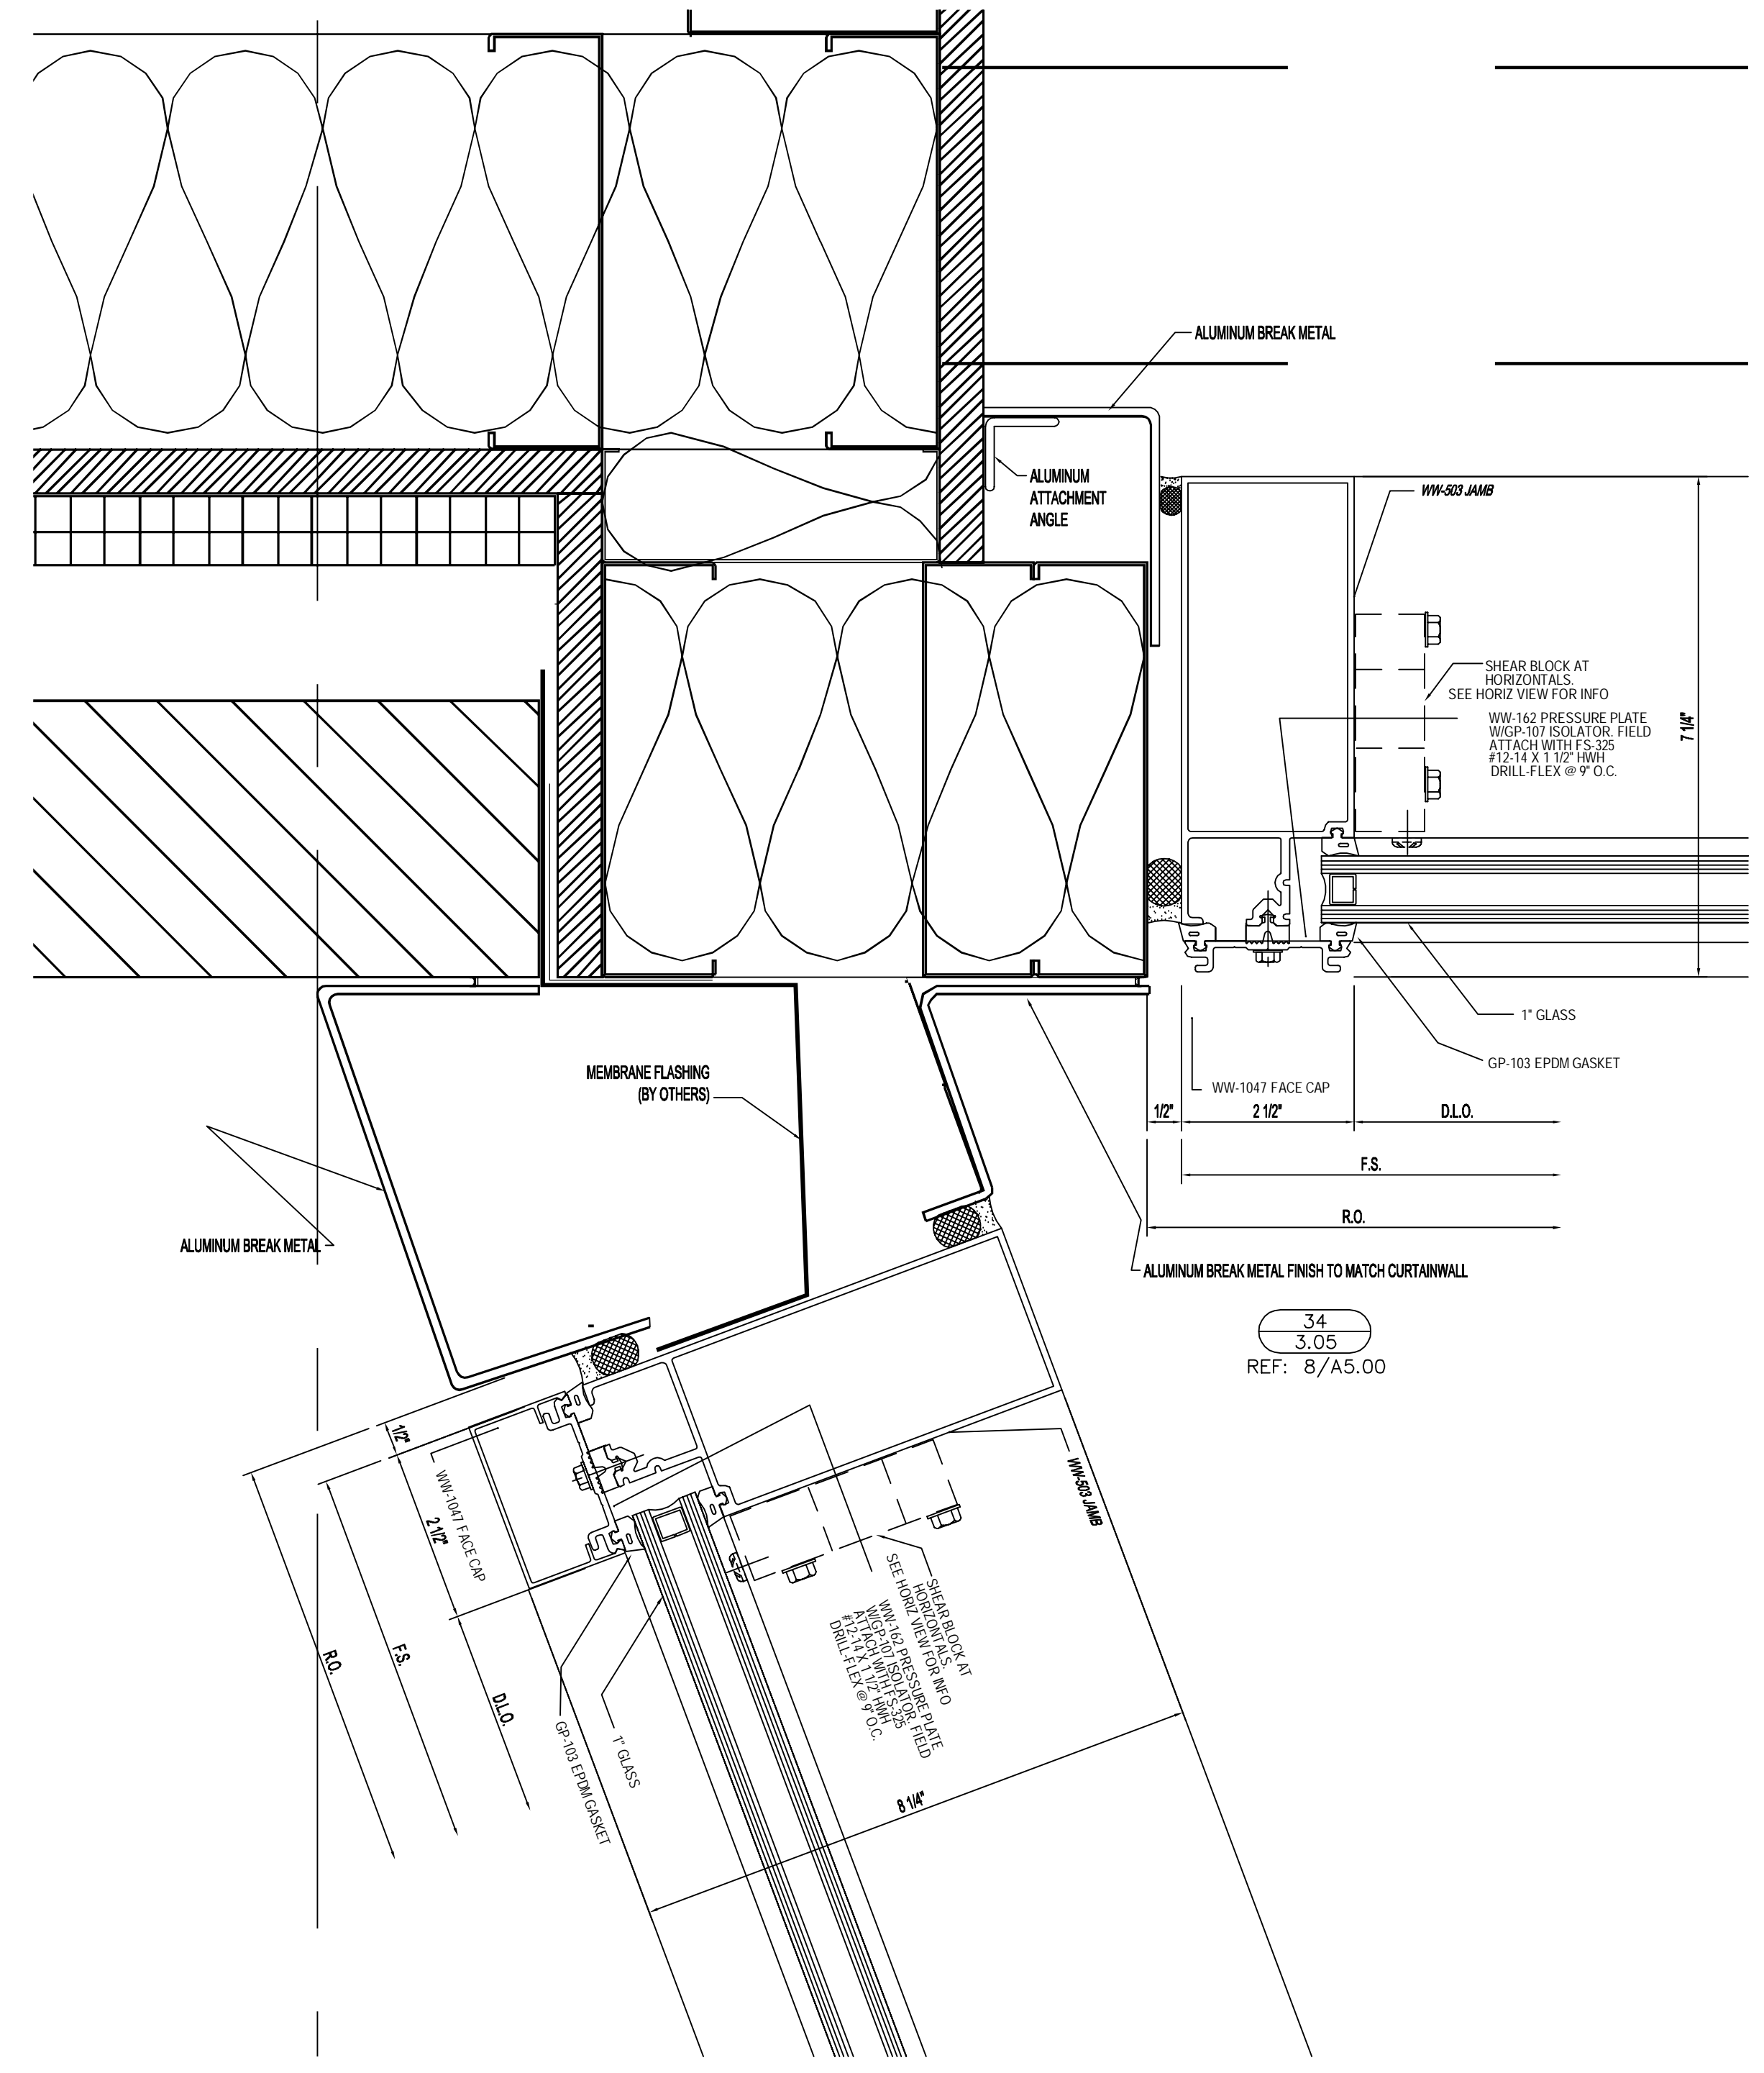 ALUMINUM BREAK METAL
ALUMINUM
ATTACHMENT
ANGLE
WW-503 JAMB
SHEAR BLOCK AT
HORIZONTALS.
SEE HORIZ VIEW FOR INFO
WW-162 PRESSURE PLATE
W/GP-107 ISOLATOR. FIELD
ATTACH WITH FS-325
#12-14 X 1 1/2" HWH
DRILL-FLEX @ 9" O.C.
7 1/4"
1" GLASS
GP-103 EPDM GASKET
WW-1047 FACE CAP
1/2"
2 1/2"
D.L.O.
F.S.
R.O.
MEMBRANE FLASHING
(BY OTHERS)
ALUMINUM BREAK METAL
ALUMINUM BREAK METAL FINISH TO MATCH CURTAINWALL
34
3.05
REF: 8/A5.00
1/2"
WW-1047 FACE CAP
2 1/2"
R.O.
F.S.
D.L.O.
WW-503 JAMB
SHEAR BLOCK AT
HORIZONTALS.
SEE HORIZ VIEW FOR INFO
WW-162 PRESSURE PLATE
W/GP-107 ISOLATOR. FIELD
ATTACH WITH FS-325
#12-14 X 1 1/2" HWH
DRILL-FLEX @ 9" O.C.
1" GLASS
GP-103 EPDM GASKET
8 1/4"